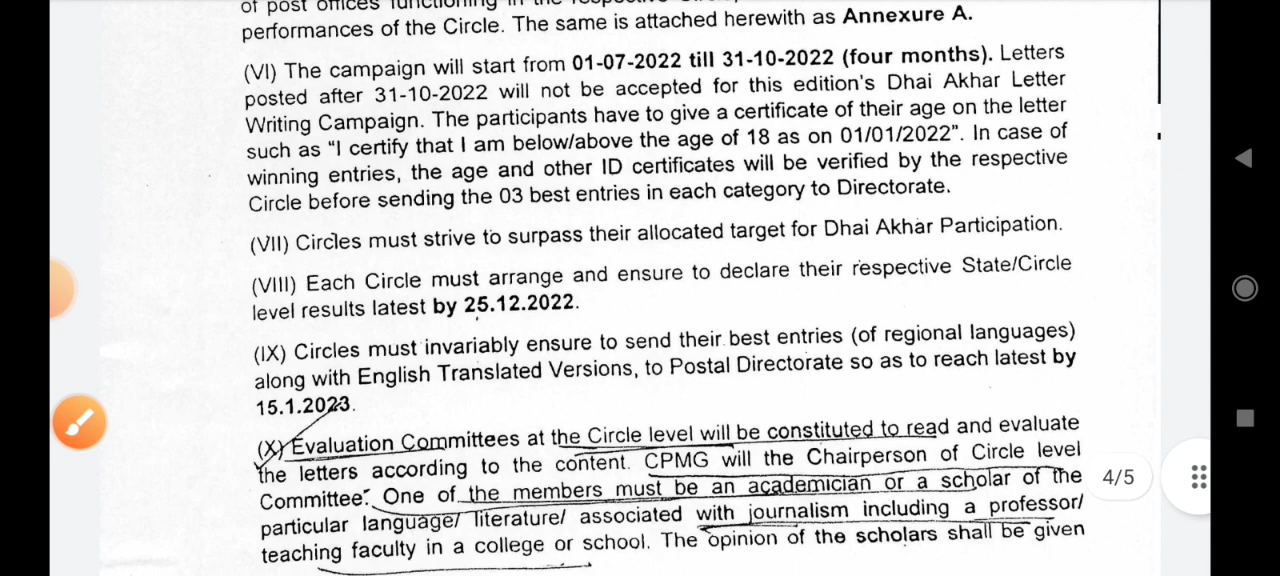 of post offices functioning in the respective
performances of the Circle. The same is attached herewith as Annexure A.
(VI) The campaign will start from 01-07-2022 till 31-10-2022 (four months). Letters
posted after 31-10-2022 will not be accepted for this edition's Dhai Akhar Letter
Writing Campaign. The participants have to give a certificate of their age on the letter
such as "I certify that I am below/above the age of 18 as on 01/01/2022". In case of
winning entries, the age and other ID certificates will be verified by the respective
Circle before sending the 03 best entries in each category to Directorate.
(VII) Circles must strive to surpass their allocated target for Dhai Akhar Participation.
(VIII) Each Circle must arrange and ensure to declare their respective State/Circle
level results latest by 25.12.2022.
(IX) Circles must invariably ensure to send their best entries (of regional languages)
along with English Translated Versions, to Postal Directorate so as to reach latest by
15.1.2023.
(X) Evaluation Committees at the Circle level will be constituted to read and evaluate
the letters according to the content. CPMG will the Chairperson of Circle level
Committee. One of the members must be an academician or a scholar of the
particular language/ literature/ associated with journalism including a professor/
teaching faculty in a college or school. The opinion of the scholars shall be given
4/5